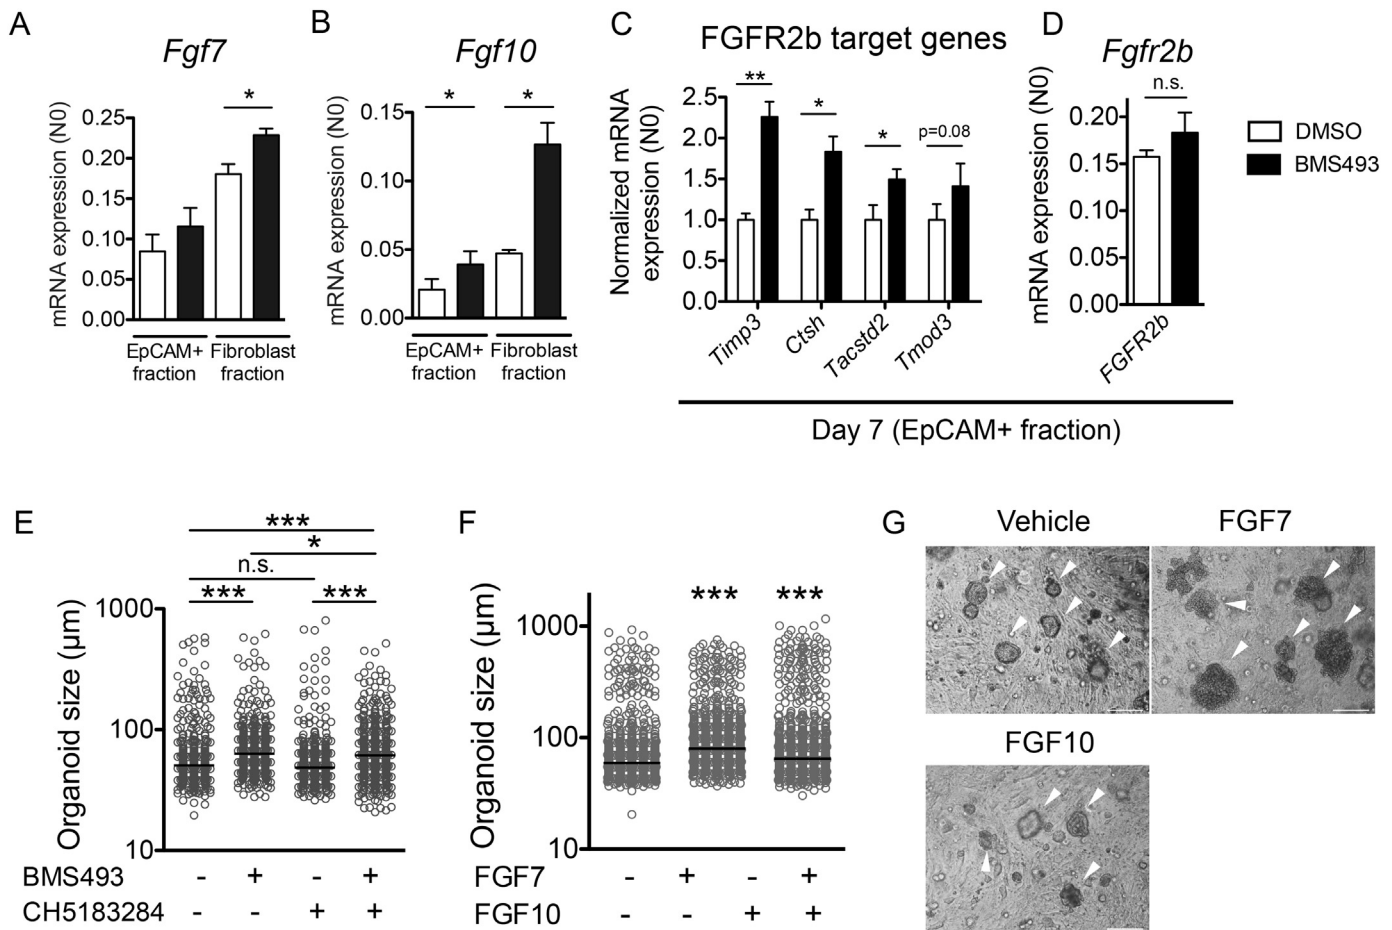 A
Fgf7
mRNA expression (N0)
0.25
0.20
0.15
0.10
0.05
0.00
*
EpCAM+
fraction
Fibroblast
fraction
B
Fgf10
mRNA expression (N0)
0.15
0.10
0.05
0.00
*
*
EpCAM+
fraction
Fibroblast
fraction
C
FGFR2b target genes
Normalized mRNA
expression (N0)
2.5
2.0
1.5
1.0
0.5
0.0
**
*
*
p=0.08
Timp3
Ctsh
Tacstd2
Tmod3
D
Fgfr2b
mRNA expression (N0)
0.20
0.15
0.10
0.05
0.00
n.s.
FGFR2b
DMSO
BMS493
Day 7 (EpCAM+ fraction)
E
***
*
n.s.
***
***
Organoid size (µm)
1000
100
10
BMS493 - + - +
CH5183284 - - + +
F
***
***
Organoid size (µm)
1000
100
10
FGF7 - + +
FGF10 - - + +
G
Vehicle
FGF7
FGF10